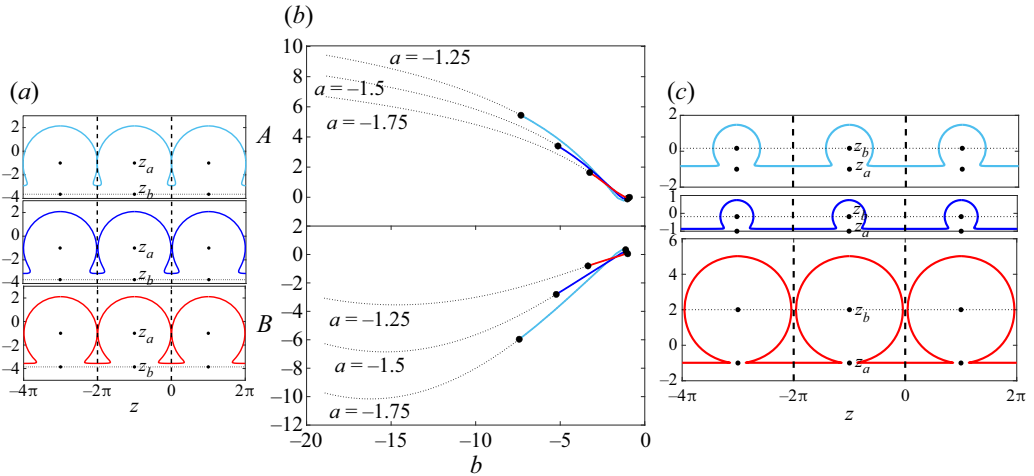 (a)
2
0
−2
−4
2
0
−2
−4
2
0
−2
−4
z_a
z_b
z_a
z_b
z_a
z_b
−4π −2π 0 2π
z
(b)
10
8
6
4
2
0
A
a = −1.25
a = −1.5
a = −1.75
2
0
−2
−4
−6
−8
−10
−12
B
a = −1.25
a = −1.5
a = −1.75
−20 −15 −10 −5 0
b
(c)
2
0
−2
z_b
z_a
1
0
−1
z_b
z_a
6
4
2
0
−2
z_b
z_a
−4π −2π 0 2π
z